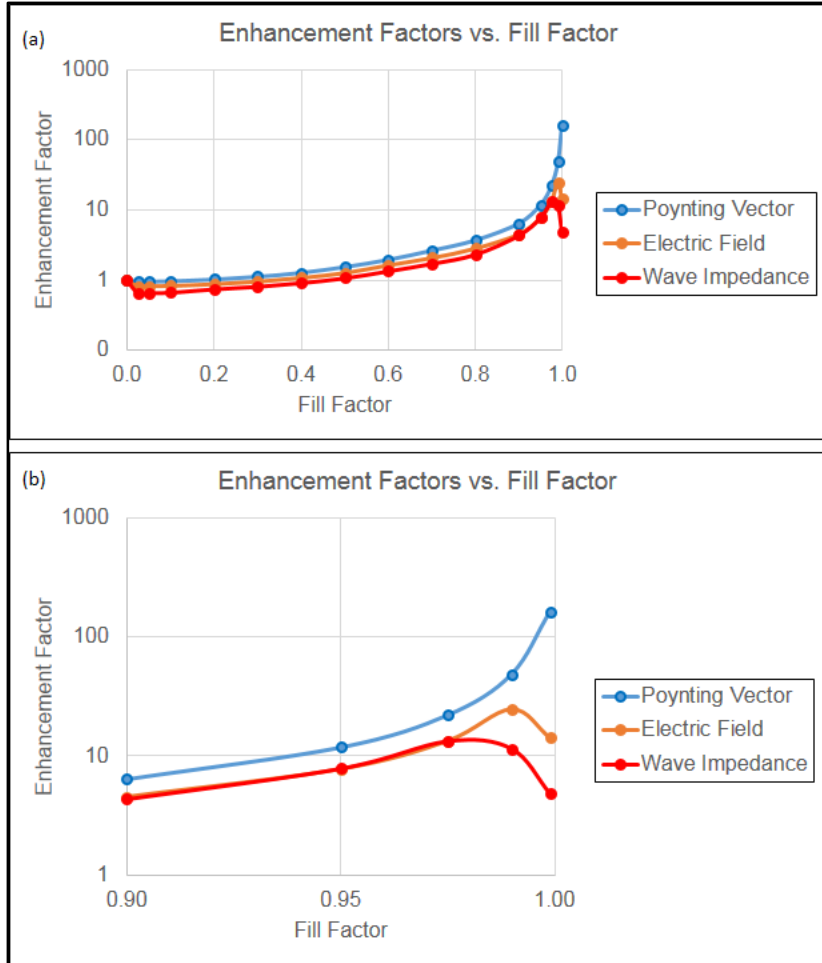 (a)
Enhancement Factors vs. Fill Factor
Enhancement Factor
1000
100
10
1
0
0.0 0.2 0.4 0.6 0.8 1.0
Fill Factor
Poynting Vector
Electric Field
Wave Impedance
(b)
Enhancement Factors vs. Fill Factor
Enhancement Factor
1000
100
10
1
0.90 0.95 1.00
Fill Factor
Poynting Vector
Electric Field
Wave Impedance